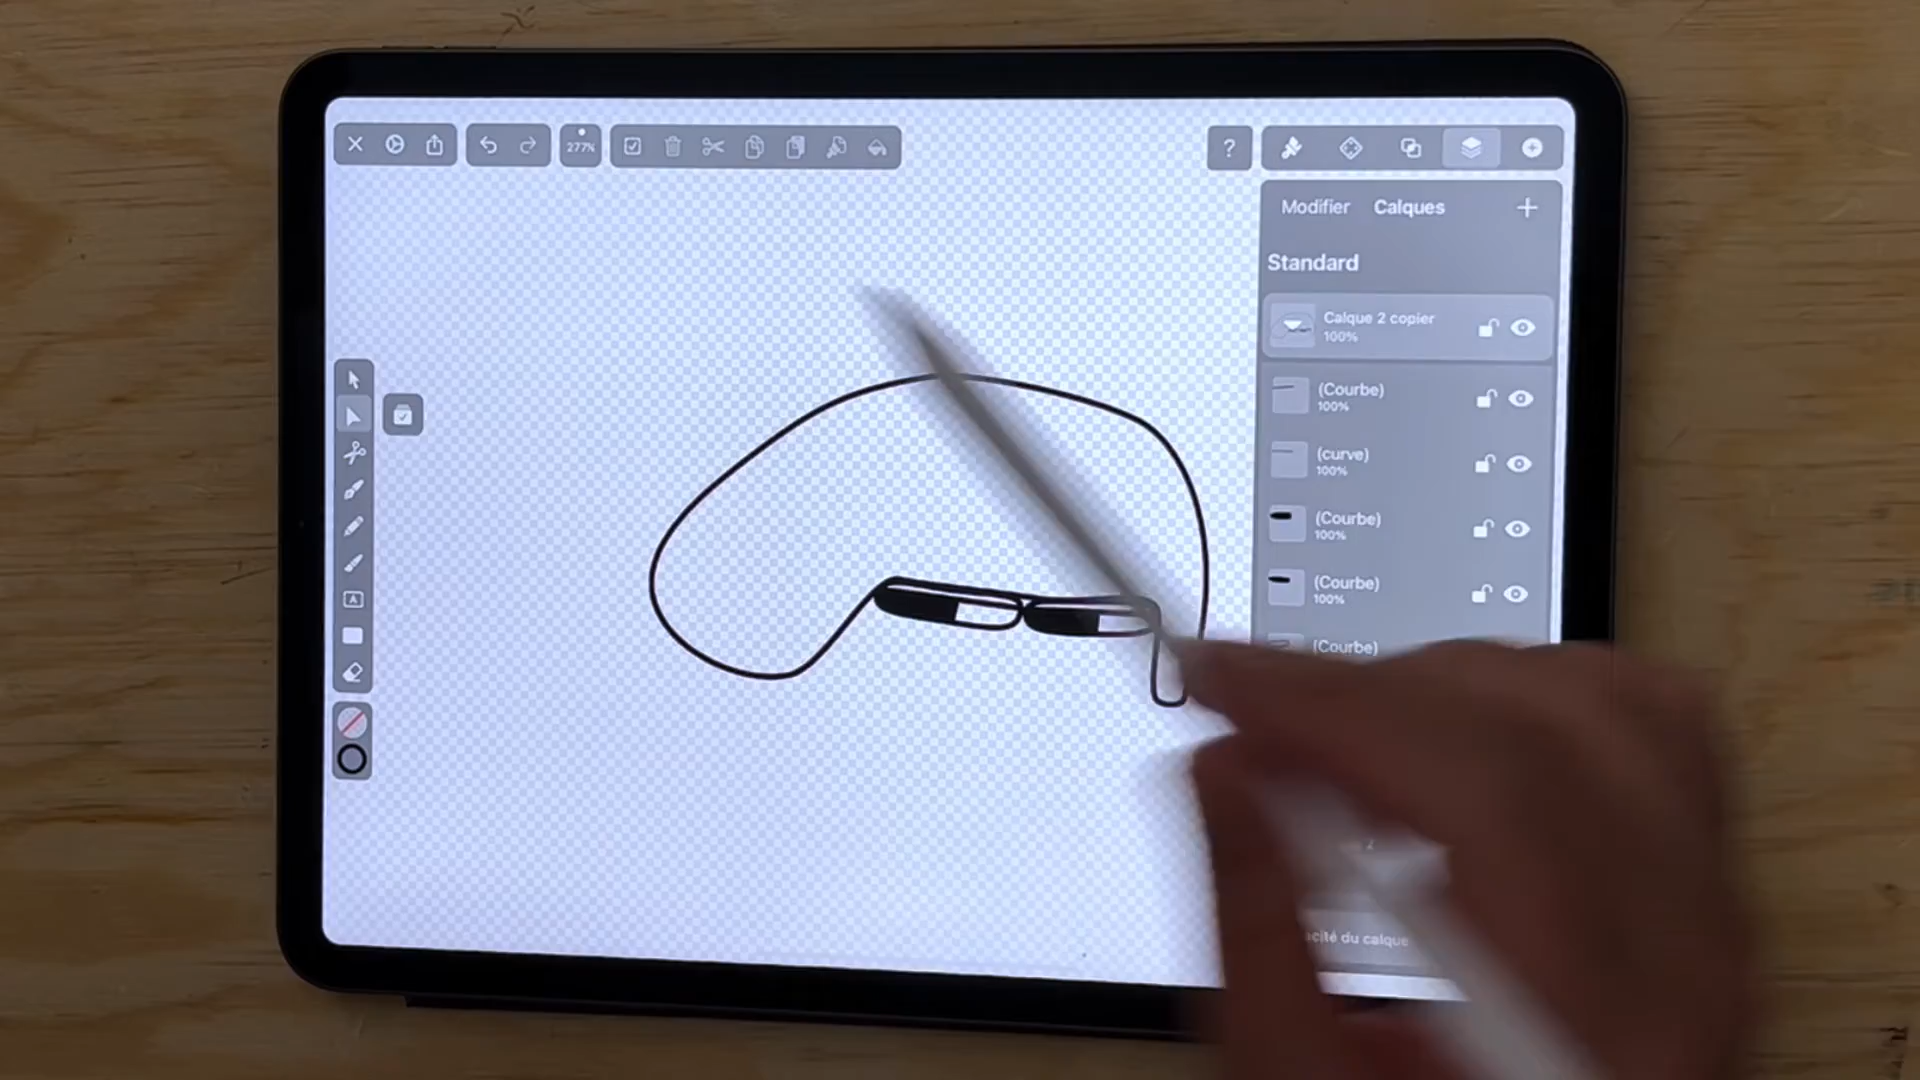 277%
?
Modifier Calques +
Standard
Calque 2 copier
100%
(Courbe)
100%
(curve)
100%
(Courbe)
100%
(Courbe)
100%
(Courbe)
2
du calque